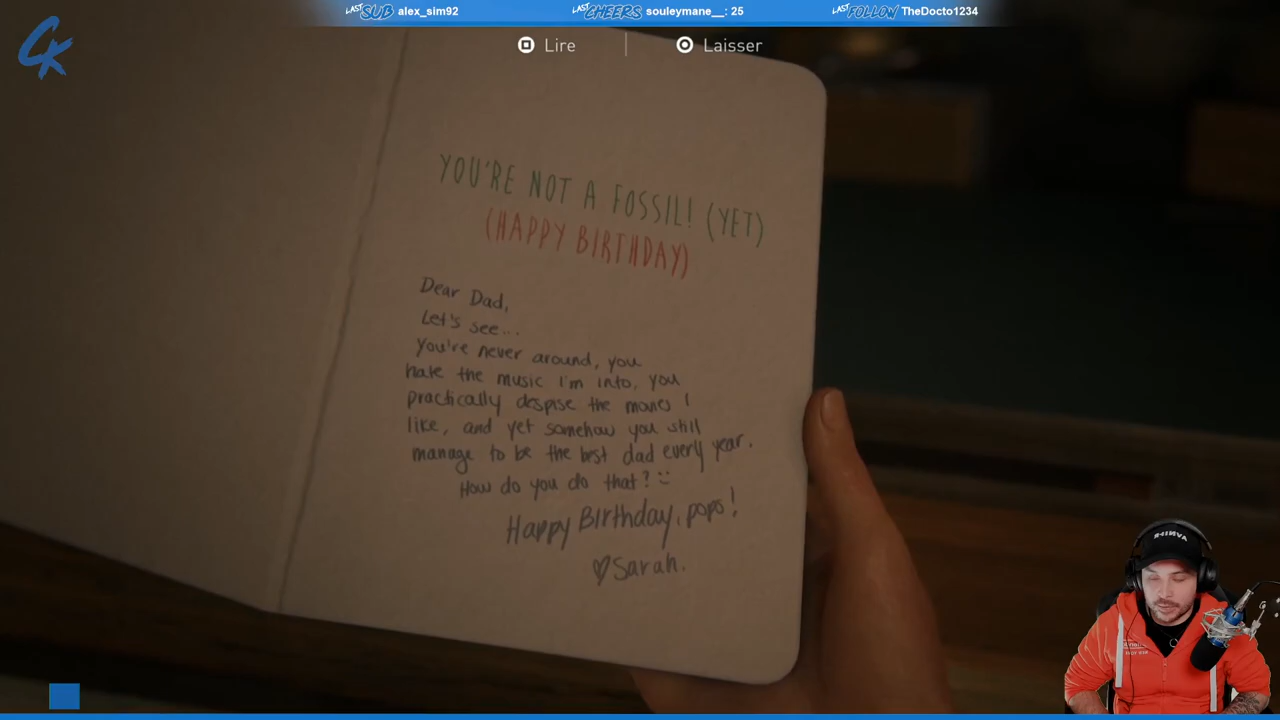 LAST SUB alex_sim92
LAST CHEERS souleymane__: 25
LAST FOLLOW TheDocto1234
CK
Lire
Laisser
YOU'RE NOT A FOSSIL! (YET)
(HAPPY BIRTHDAY)
Dear Dad,
Let's see...
You're never around, you
hate the music I'm into, you
practically despise the movies I
like, and yet somehow you still
manage to be the best dad every year.
How do you do that? :)
Happy Birthday, pops!
♡Sarah.